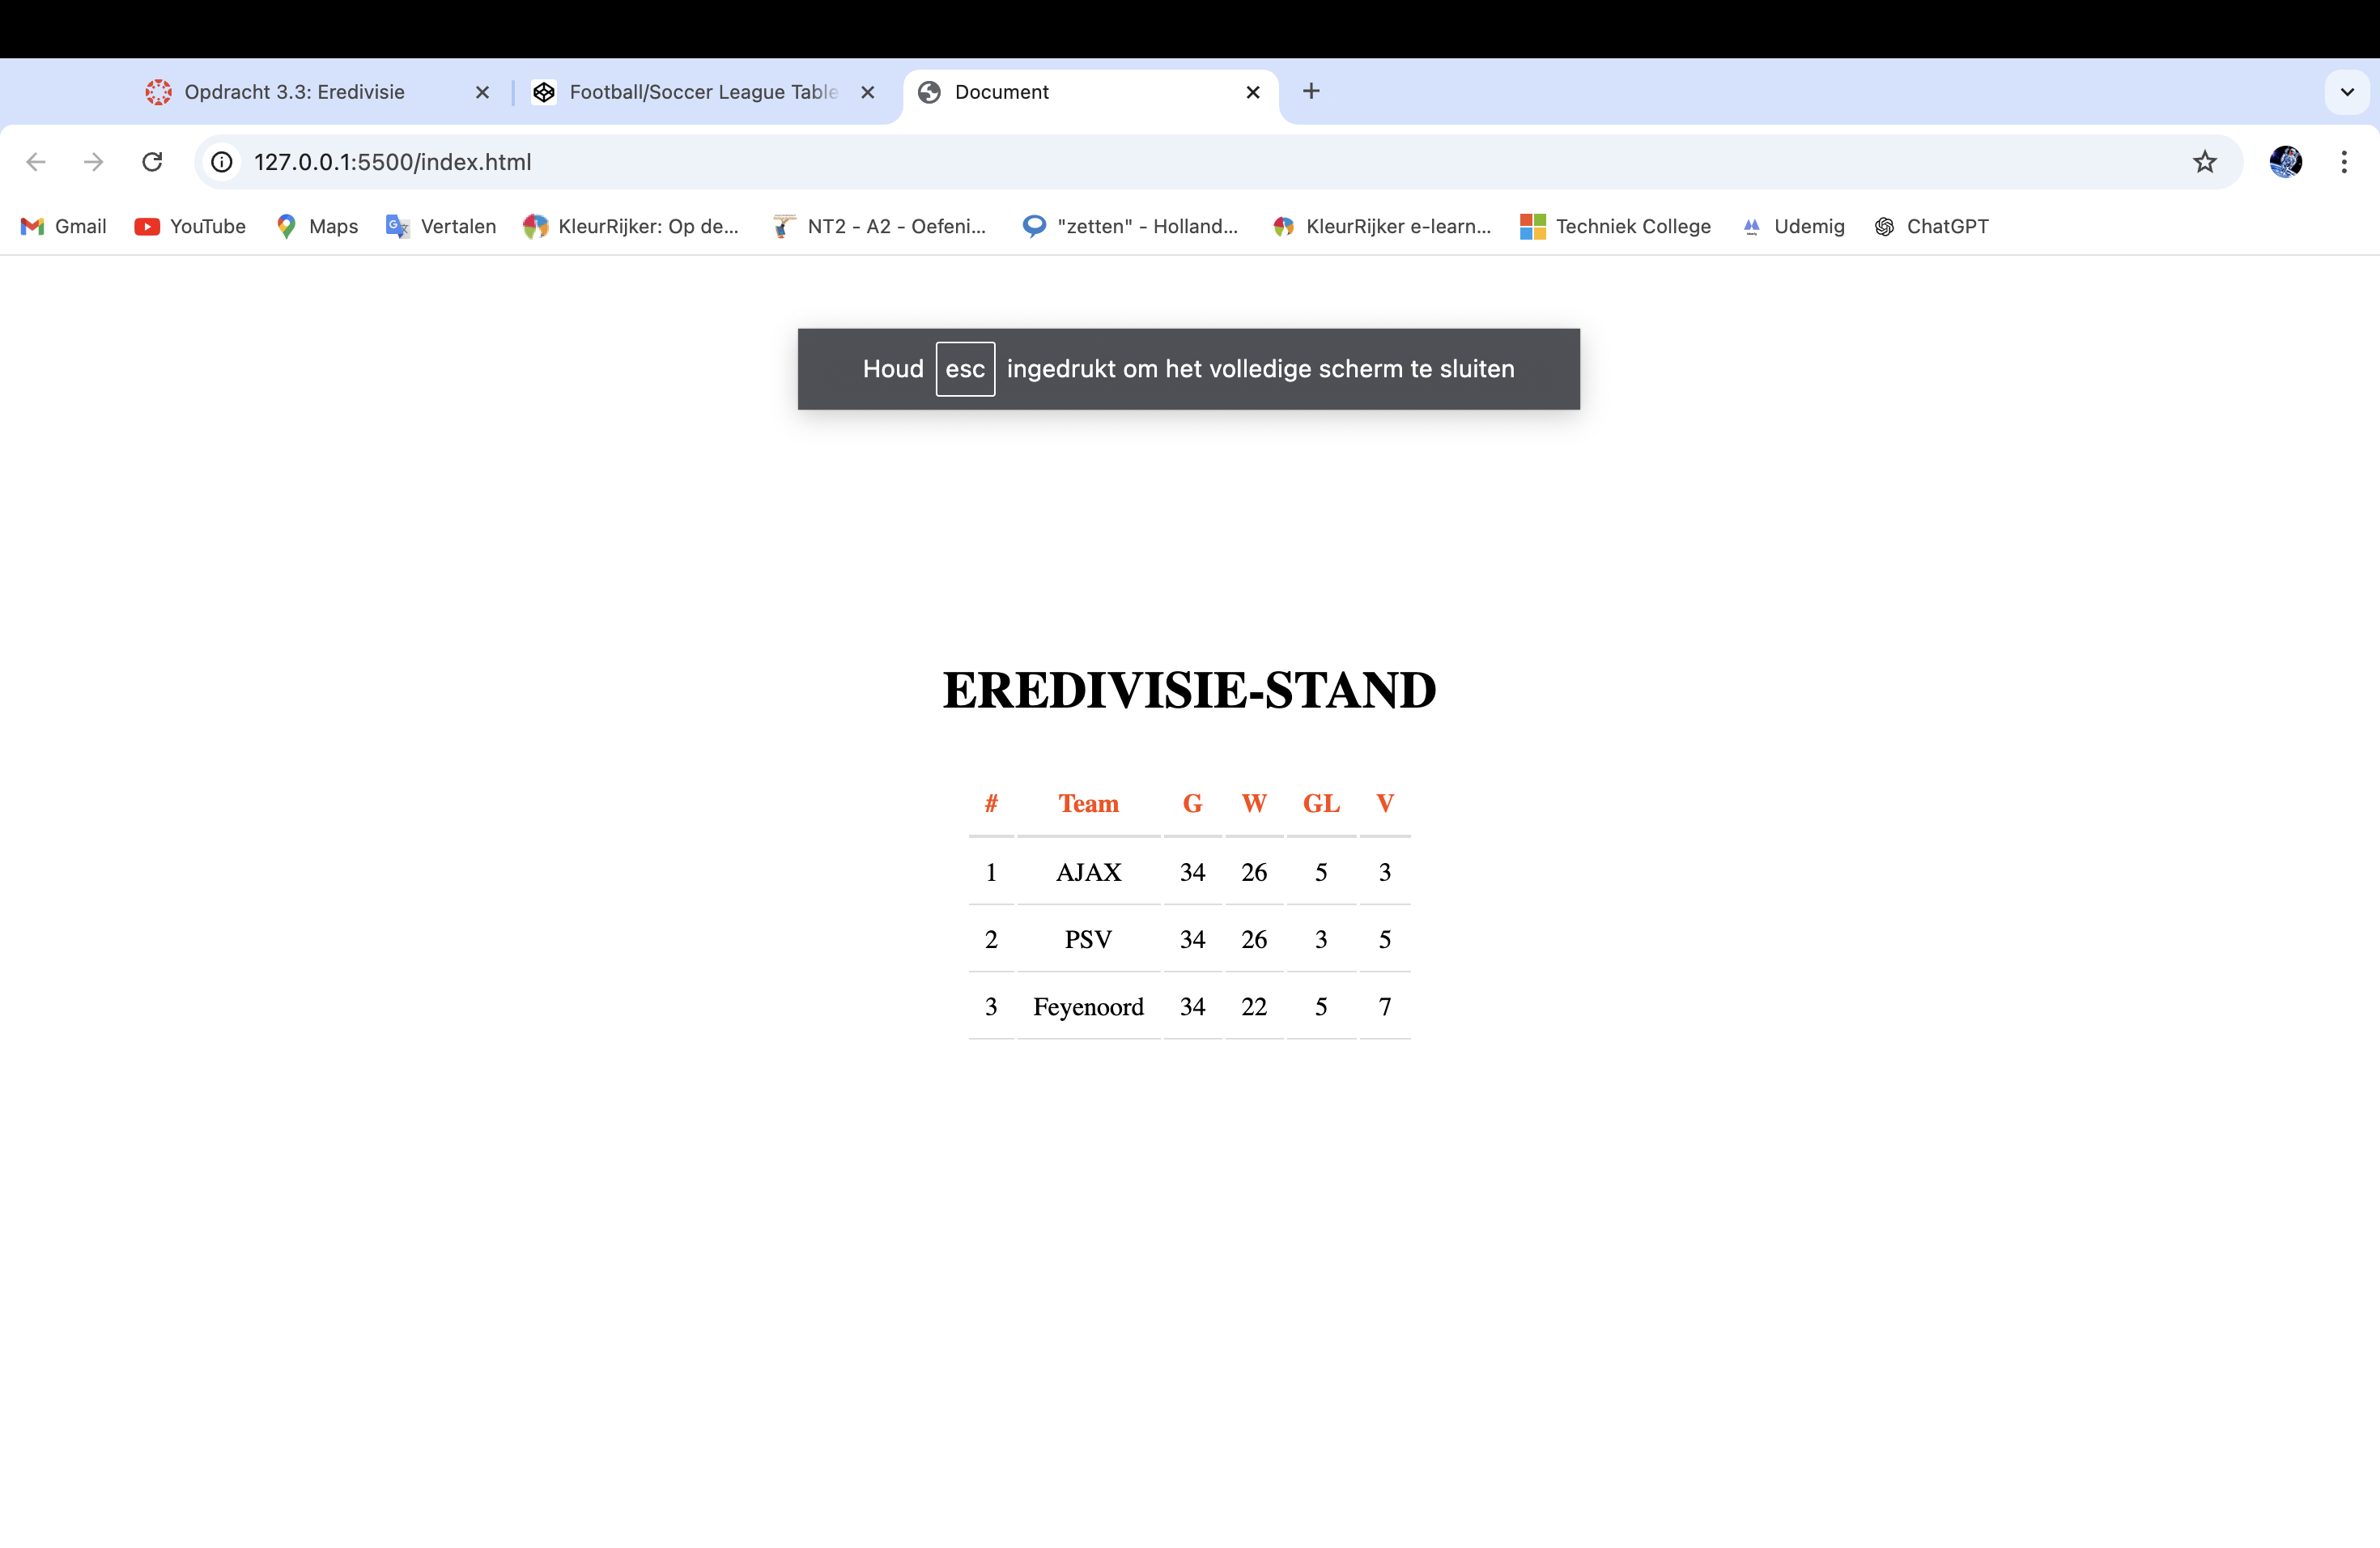 Opdracht 3.3: Eredivisie
Football/Soccer League Table
Document
127.0.0.1:5500/index.html
Gmail YouTube Maps Vertalen KleurRijker: Op de... NT2 - A2 - Oefeni... "zetten" - Holland... KleurRijker e-learn... Techniek College Udemig ChatGPT
Houd esc ingedrukt om het volledige scherm te sluiten
EREDIVISIE-STAND
# Team G W GL V
1 AJAX 34 26 5 3
2 PSV 34 26 3 5
3 Feyenoord 34 22 5 7